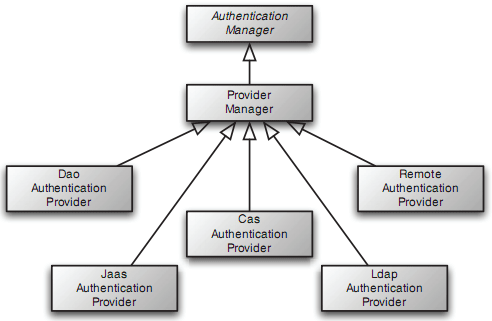 Authentication
Manager
Provider
Manager
Dao
Authentication
Provider
Remote
Authentication
Provider
Cas
Authentication
Provider
Jaas
Authentication
Provider
Ldap
Authentication
Provider